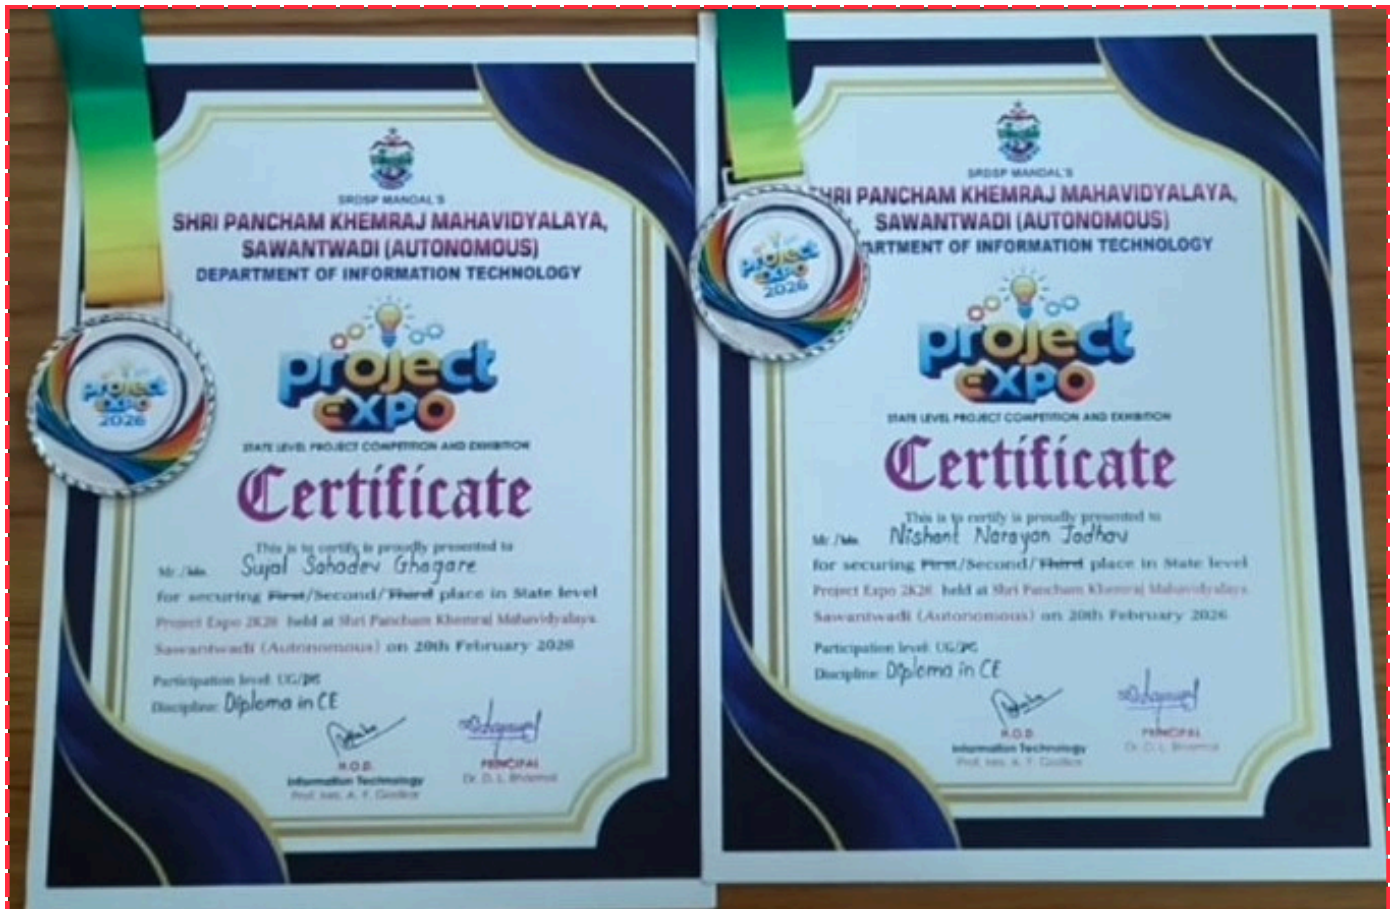 SRDSP MANDAL'S
SHRI PANCHAM KHEMRAJ MAHAVIDYALAYA,
SAWANTWADI (AUTONOMOUS)
DEPARTMENT OF INFORMATION TECHNOLOGY
project
EXPO
STATE LEVEL PROJECT COMPETITION AND EXHIBITION
Certificate
This is to certify is proudly presented to
Mr./Ms. Sujal Sahadev Ghagare
for securing First/Second/Third place in State level
Project Expo 2K26 held at Shri Pancham Khemraj Mahavidyalaya
Sawantwadi (Autonomous) on 20th February 2026
Participation level: UG/PG
Discipline: Diploma in CE
H.O.D.
Information Technology
PRINCIPAL
project
EXPO
2026
SRDSP MANDAL'S
SHRI PANCHAM KHEMRAJ MAHAVIDYALAYA,
SAWANTWADI (AUTONOMOUS)
ARTMENT OF INFORMATION TECHNOLOGY
project
EXPO
STATE LEVEL PROJECT COMPETITION AND EXHIBITION
Certificate
This is to certify is proudly presented to
Mr./Ms. Nishant Narayan Jadhav
for securing First/Second/Third place in State level
Project Expo 2K26 held at Shri Pancham Khemraj Mahavidyalaya
Sawantwadi (Autonomous) on 20th February 2026
Participation level: UG/PG
Discipline: Diploma in CE
H.O.D.
Information Technology
PRINCIPAL
project
EXPO
2026